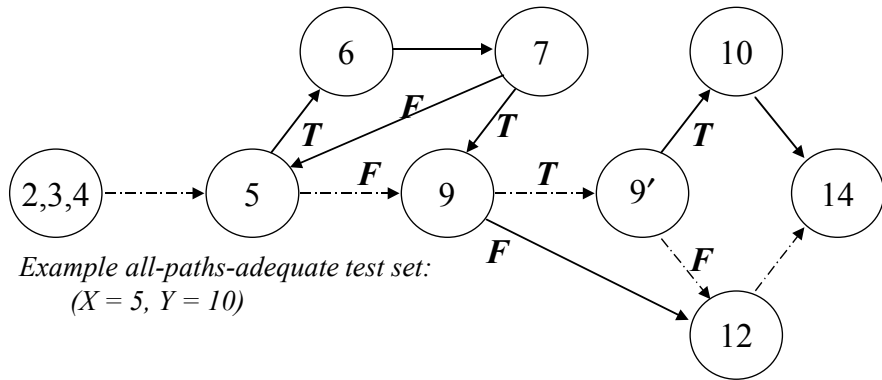 6
7
10
F
T
T
T
2,3,4
5
F
9
T
9′
14
F
F
Example all-paths-adequate test set:
(X = 5, Y = 10)
12